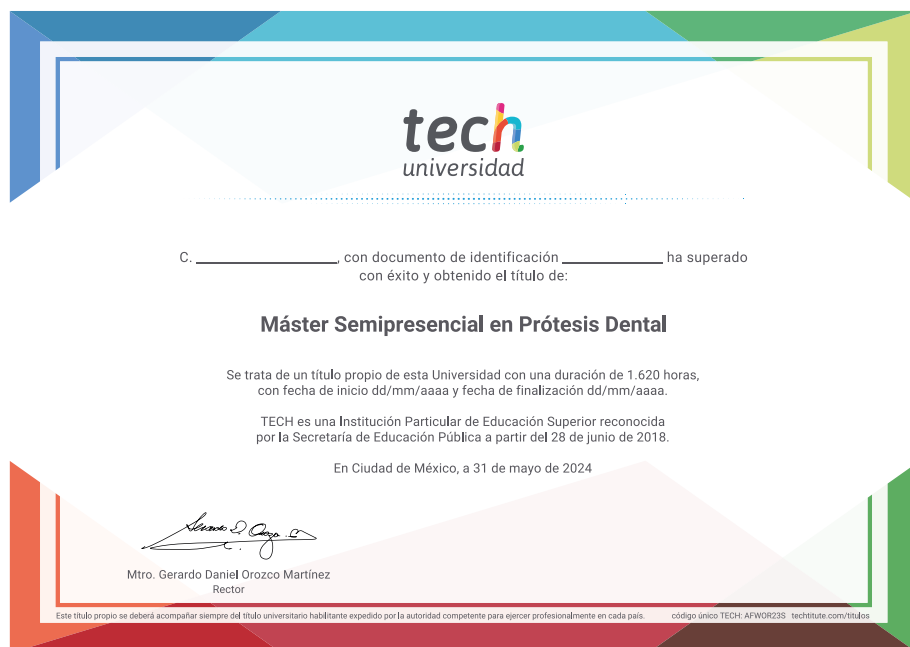 tech
universidad
C. ________________, con documento de identificación ____________ ha superado
con éxito y obtenido el título de:
Máster Semipresencial en Prótesis Dental
Se trata de un título propio de esta Universidad con una duración de 1.620 horas,
con fecha de inicio dd/mm/aaaa y fecha de finalización dd/mm/aaaa.
TECH es una Institución Particular de Educación Superior reconocida
por la Secretaría de Educación Pública a partir del 28 de junio de 2018.
En Ciudad de México, a 31 de mayo de 2024
Mtro. Gerardo Daniel Orozco Martínez
Rector
Este título propio se deberá acompañar siempre del título universitario habilitante expedido por la autoridad competente para ejercer profesionalmente en cada país. código único TECH: AFWOR23S techtitute.com/titulos